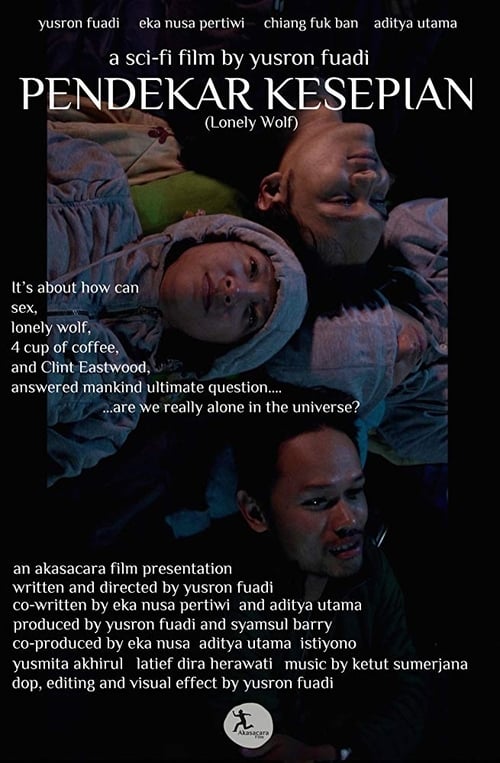 yusron fuadi eka nusa pertiwi chiang fuk ban aditya utama
a sci-fi film by yusron fuadi
PENDEKAR KESEPIAN
(Lonely Wolf)
It's about how can
sex,
lonely wolf,
4 cup of coffee,
and Clint Eastwood,
answered mankind ultimate question....
...are we really alone in the universe?
an akasacara film presentation
written and directed by yusron fuadi
co-written by eka nusa pertiwi and aditya utama
produced by yusron fuadi and syamsul barry
co-produced by eka nusa aditya utama istiyono
yusmita akhirul latief dira herawati music by ketut sumerjana
dop, editing and visual effect by yusron fuadi
Akasacara
Film